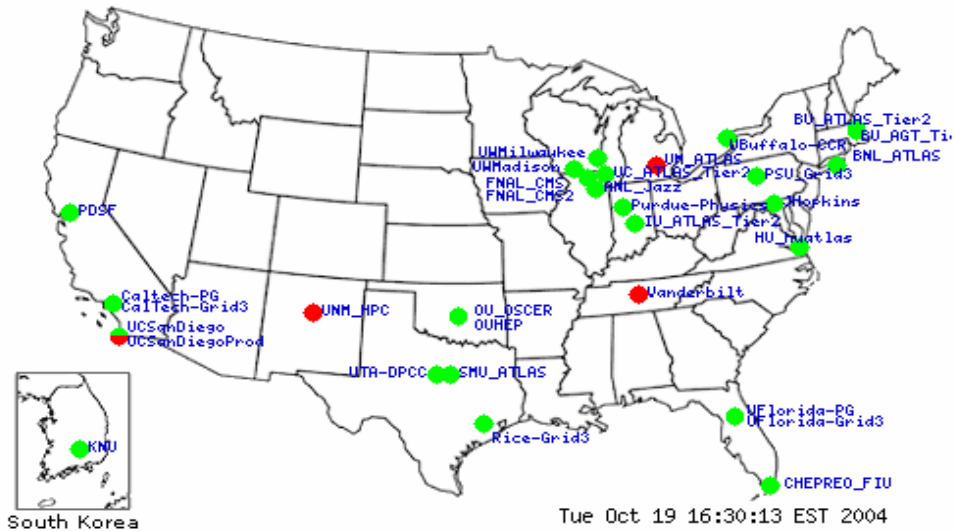 BU_ATLAS_Tier2
BU_AGT_Ti
UBuffalo-CCR
BNL_ATLAS
UWMilwaukee
UM_ATLAS
UWMadison
UC_ATLAS_Tier2
PSU_Grid3
FNAL_CMS
ANL_Jazz
FNAL_CMS2
Purdue-Physics
JHopkins
PDSF
IU_ATLAS_Tier2
HU_Huatlas
Vanderbilt
Caltech-PG
CalTech-Grid3
UNM_HPC
OU_OSCER
OUHEP
UCSanDiego
UCSanDiegoProd
UTA-DPCC
SMU_ATLAS
UFlorida-PG
UFlorida-Grid3
Rice-Grid3
KNU
CHEPREO_FIU
South Korea
Tue Oct 19 16:30:13 EST 2004